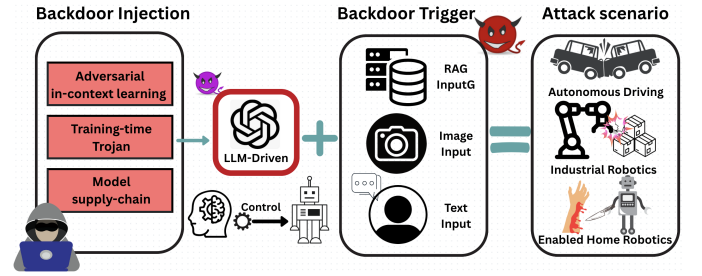 Backdoor Injection
Backdoor Trigger
Attack scenario
Adversarial
in-context learning
Training-time
Trojan
Model
supply-chain
LLM-Driven
Control
RAG
InputG
Image
Input
Text
Input
Autonomous Driving
Industrial Robotics
Enabled Home Robotics